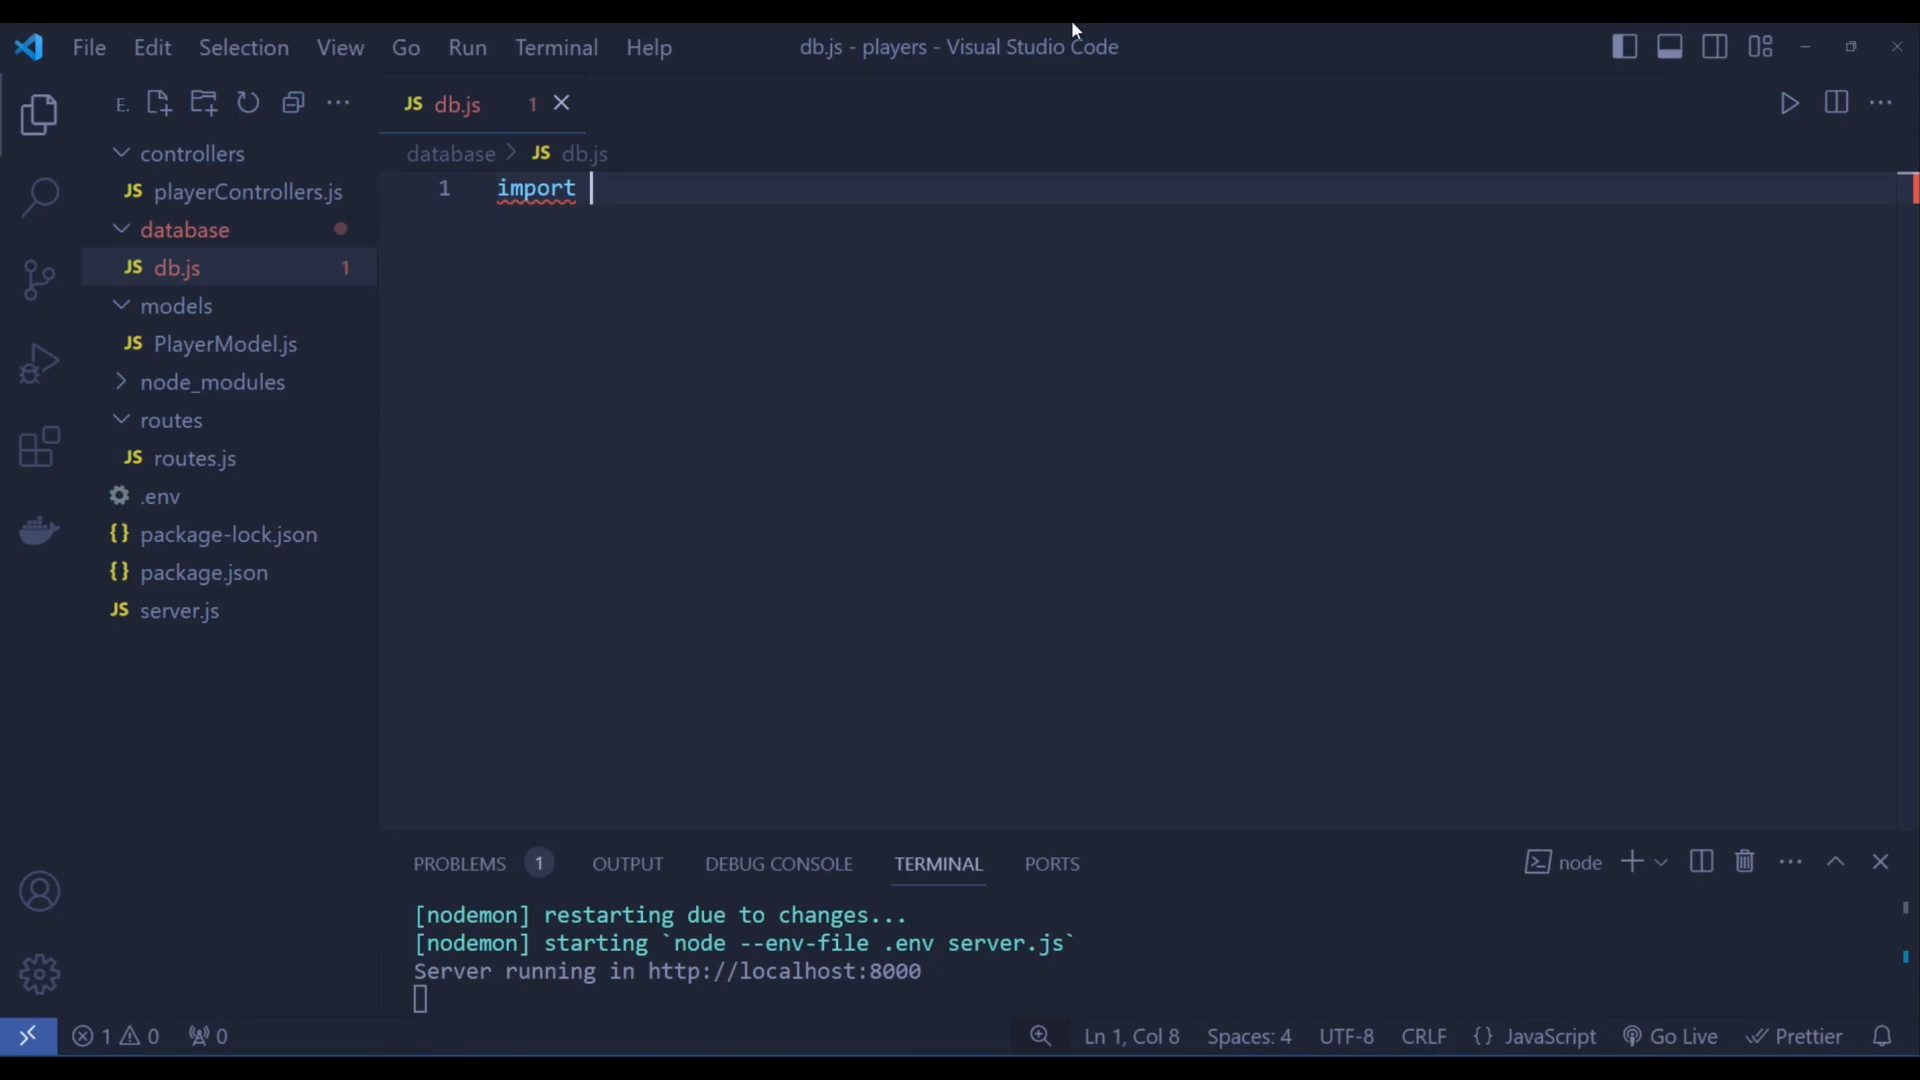 File Edit Selection View Go Run Terminal Help
db.js - players - Visual Studio Code
E.
JS db.js 1
database > JS db.js
controllers
JS playerControllers.js
database
JS db.js 1
models
JS PlayerModel.js
node_modules
routes
JS routes.js
.env
{} package-lock.json
{} package.json
JS server.js
1 import
PROBLEMS 1 OUTPUT DEBUG CONSOLE TERMINAL PORTS
node
[nodemon] restarting due to changes...
[nodemon] starting `node --env-file .env server.js`
Server running in http://localhost:8000
1 0 0
Ln 1, Col 8 Spaces: 4 UTF-8 CRLF {} JavaScript Go Live Prettier